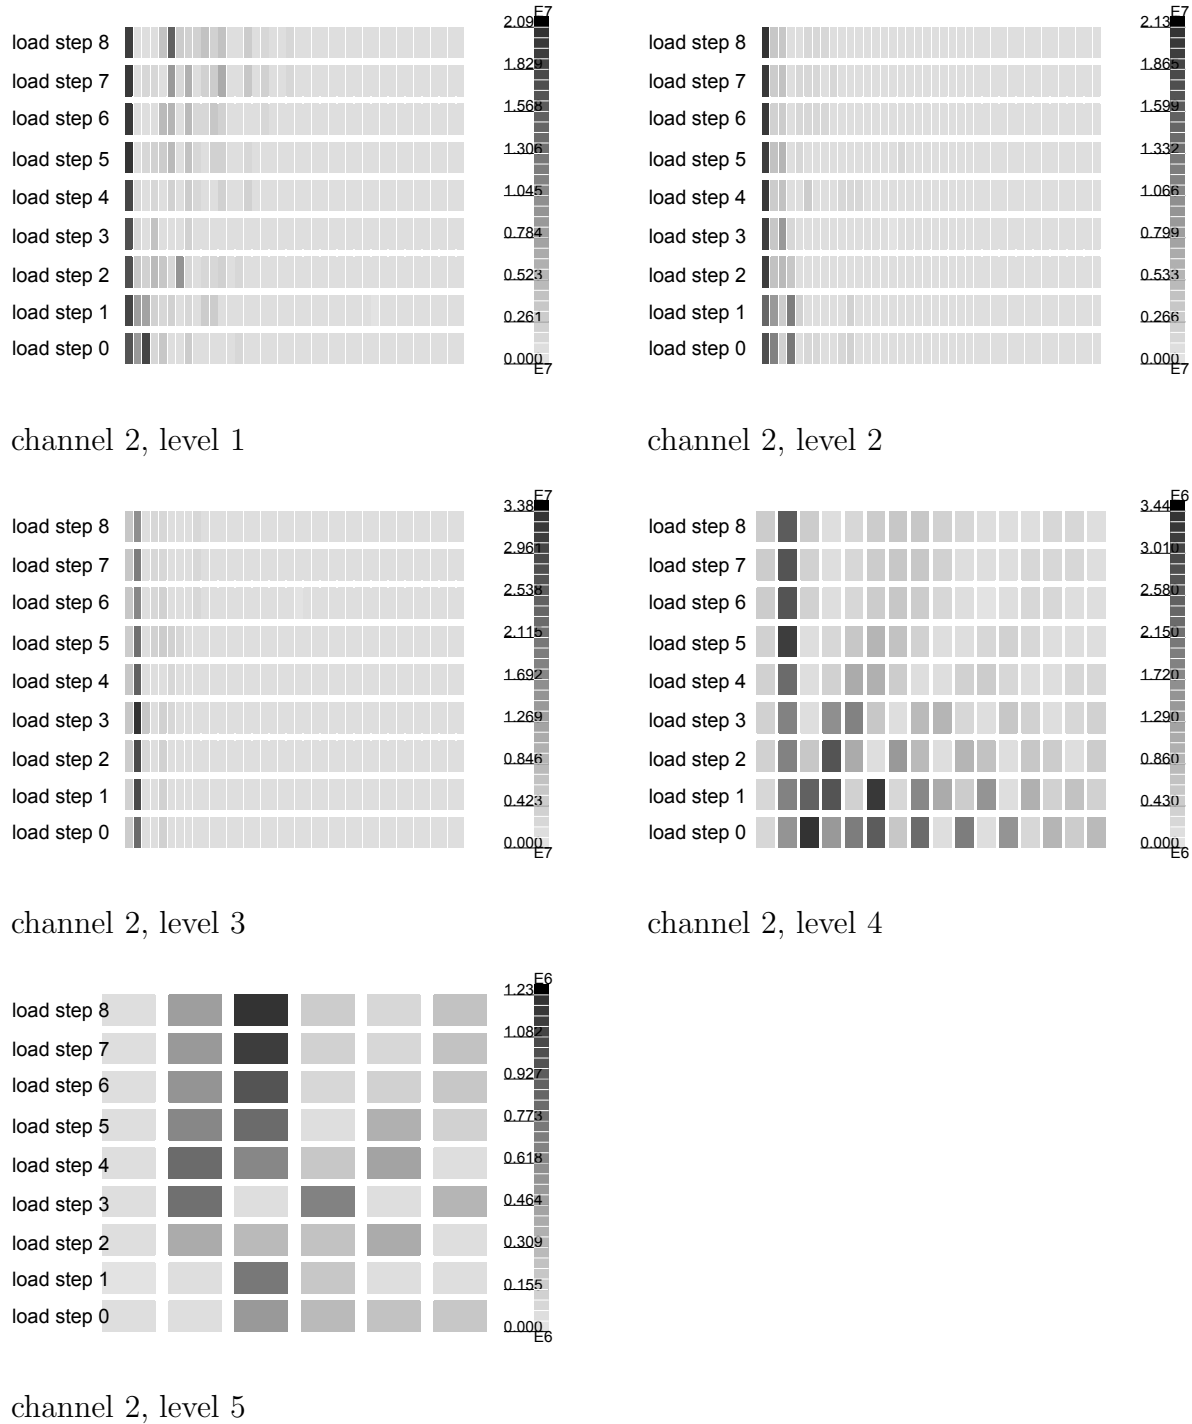 E7
2.09
load step 8
1.829
load step 7
1.568
load step 6
1.306
load step 5
1.045
load step 4
0.784
load step 3
0.523
load step 2
0.261
load step 1
load step 0
0.000
E7
channel 2, level 1
E7
2.13
load step 8
1.865
load step 7
1.599
load step 6
1.332
load step 5
1.066
load step 4
0.799
load step 3
0.533
load step 2
0.266
load step 1
load step 0
0.000
E7
channel 2, level 2
E7
3.38
load step 8
2.961
load step 7
2.538
load step 6
2.115
load step 5
1.692
load step 4
1.269
load step 3
0.846
load step 2
0.423
load step 1
load step 0
0.000
E7
channel 2, level 3
E6
3.44
load step 8
3.010
load step 7
2.580
load step 6
2.150
load step 5
1.720
load step 4
1.290
load step 3
0.860
load step 2
0.430
load step 1
load step 0
0.000
E6
channel 2, level 4
E6
1.23
load step 8
1.082
load step 7
0.927
load step 6
0.773
load step 5
0.618
load step 4
0.464
load step 3
0.309
load step 2
0.155
load step 1
load step 0
0.000
E6
channel 2, level 5